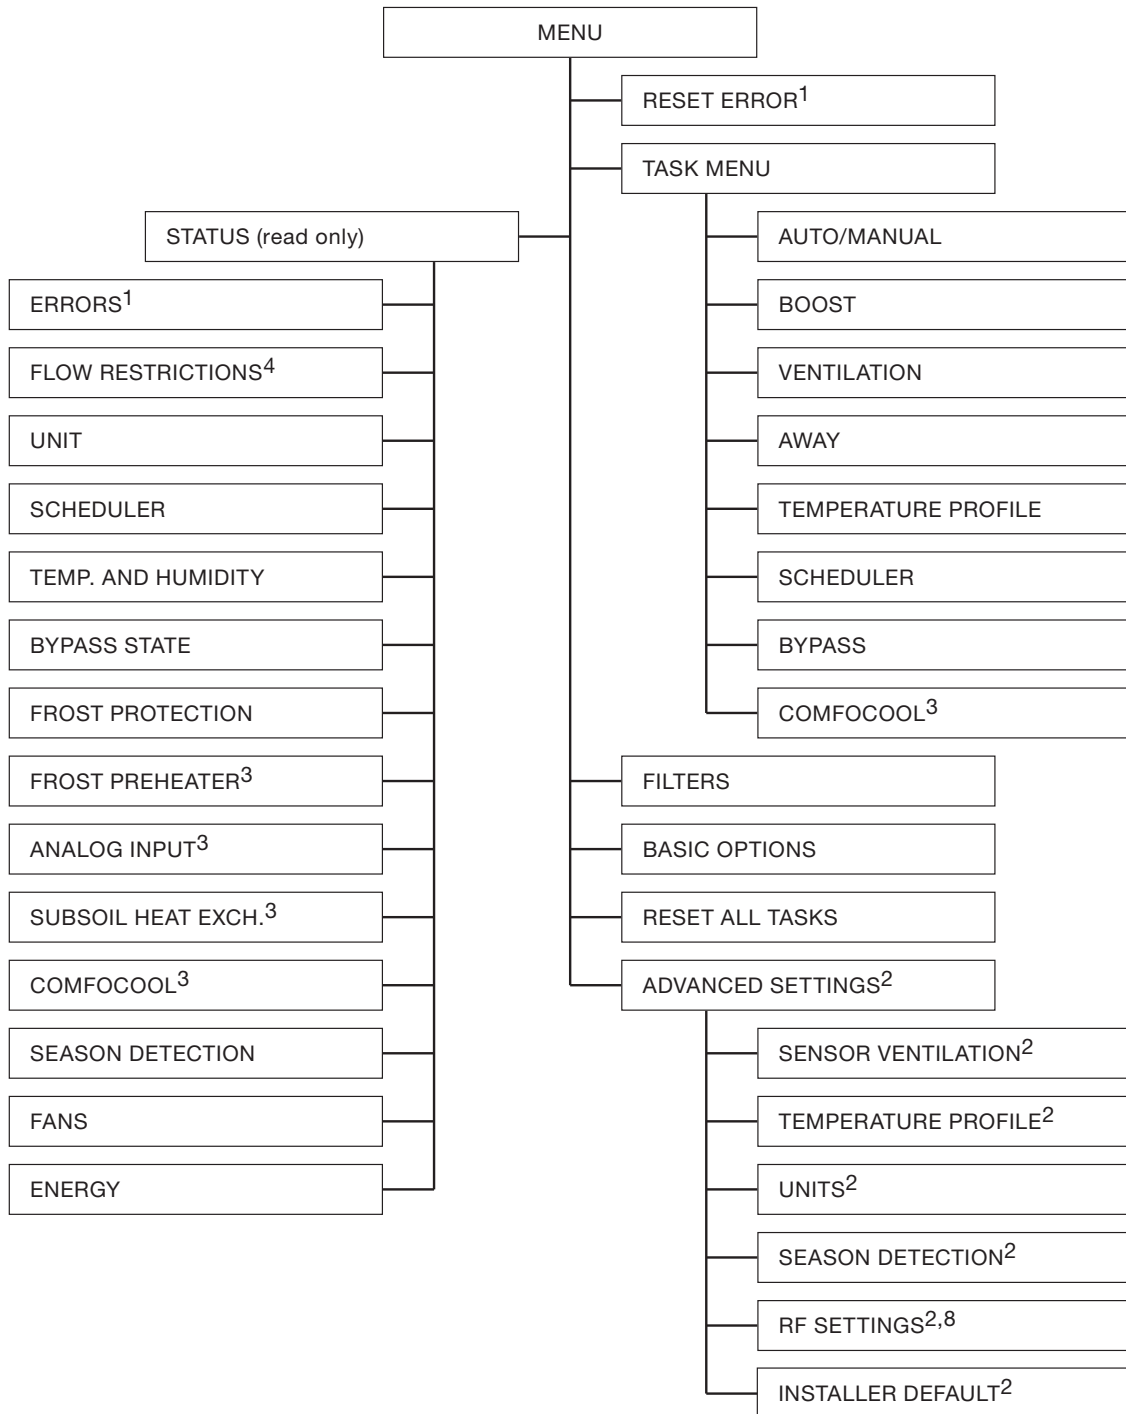 MENU
RESET ERROR1
TASK MENU
STATUS (read only)
AUTO/MANUAL
ERRORS1
BOOST
FLOW RESTRICTIONS4
VENTILATION
UNIT
AWAY
SCHEDULER
TEMPERATURE PROFILE
TEMP. AND HUMIDITY
SCHEDULER
BYPASS STATE
BYPASS
FROST PROTECTION
COMFOCOOL3
FROST PREHEATER3
FILTERS
ANALOG INPUT3
BASIC OPTIONS
SUBSOIL HEAT EXCH.3
RESET ALL TASKS
COMFOCOOL3
ADVANCED SETTINGS2
SEASON DETECTION
SENSOR VENTILATION2
FANS
TEMPERATURE PROFILE2
ENERGY
UNITS2
SEASON DETECTION2
RF SETTINGS2,8
INSTALLER DEFAULT2